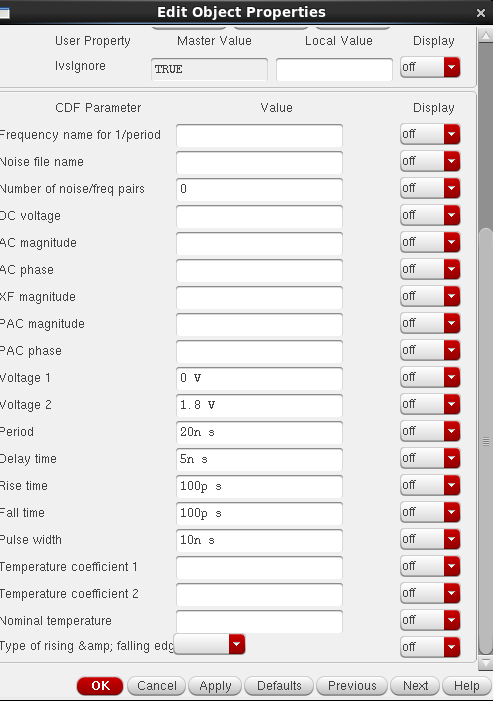 Edit Object Properties
User Property Master Value Local Value Display
lvsIgnore TRUE off
CDF Parameter Value Display
Frequency name for 1/period off
Noise file name off
Number of noise/freq pairs 0 off
DC voltage off
AC magnitude off
AC phase off
XF magnitude off
PAC magnitude off
PAC phase off
Voltage 1 0 V off
Voltage 2 1.8 V off
Period 20n s off
Delay time 5n s off
Rise time 100p s off
Fall time 100p s off
Pulse width 10n s off
Temperature coefficient 1 off
Temperature coefficient 2 off
Nominal temperature off
Type of rising &amp; falling edg off
OK Cancel Apply Defaults Previous Next Help